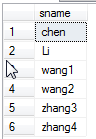 sname
1 chen
2 Li
3 wang1
4 wang2
5 zhang3
6 zhang4